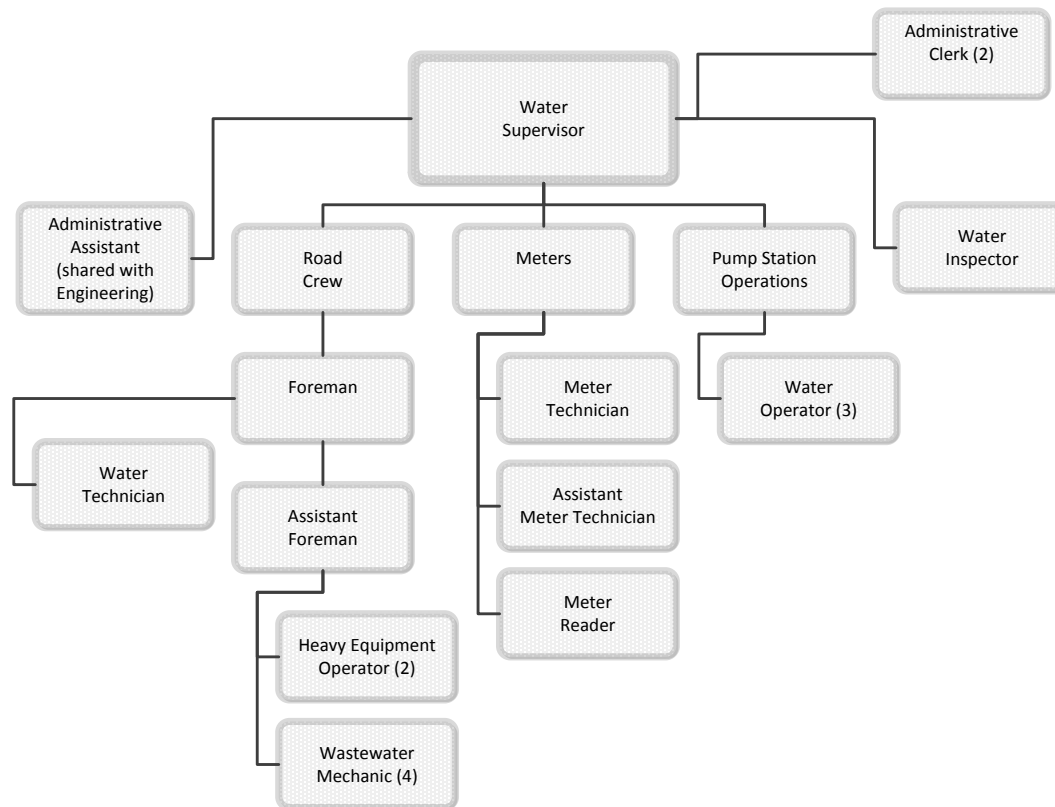 Administrative
Clerk (2)
Water
Supervisor
Administrative
Assistant
(shared with
Engineering)
Road
Crew
Meters
Pump Station
Operations
Water
Inspector
Foreman
Meter
Technician
Water
Operator (3)
Water
Technician
Assistant
Foreman
Assistant
Meter Technician
Meter
Reader
Heavy Equipment
Operator (2)
Wastewater
Mechanic (4)